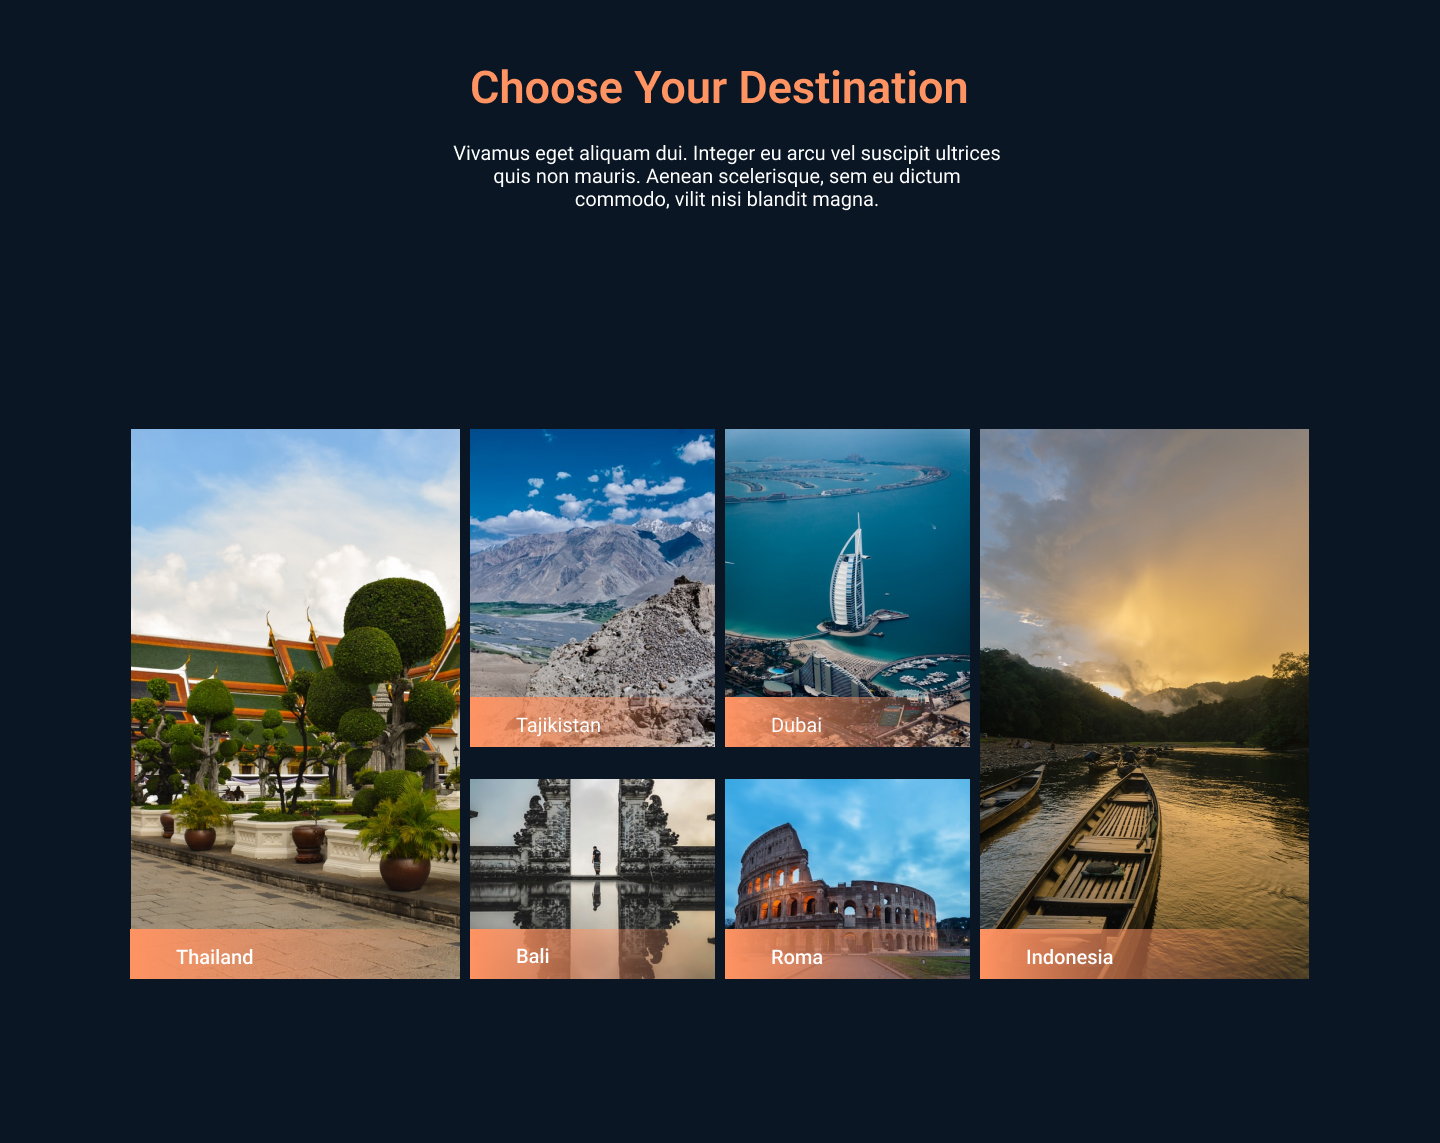 Choose Your Destination
Vivamus eget aliquam dui. Integer eu arcu vel suscipit ultrices
quis non mauris. Aenean scelerisque, sem eu dictum
commodo, vilit nisi blandit magna.
Tajikistan
Dubai
Thailand
Bali
Roma
Indonesia